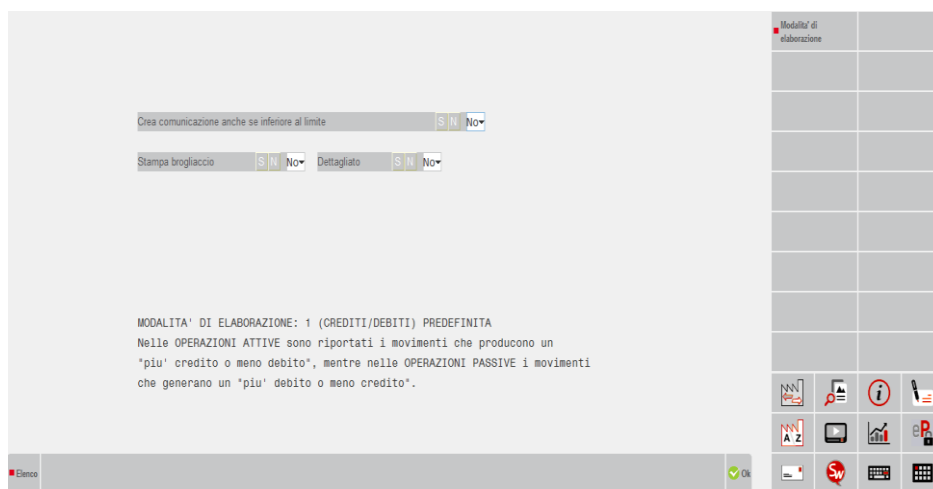 Modalita' di
elaborazione
Crea comunicazione anche se inferiore al limite S N No
Stampa brogliaccio S N No Dettagliato S N No
MODALITA' DI ELABORAZIONE: 1 (CREDITI/DEBITI) PREDEFINITA
Nelle OPERAZIONI ATTIVE sono riportati i movimenti che producono un
"piu' credito o meno debito", mentre nelle OPERAZIONI PASSIVE i movimenti
che generano un "piu' debito o meno credito".
i
A Z
eP
Elenco
Ok
Sw